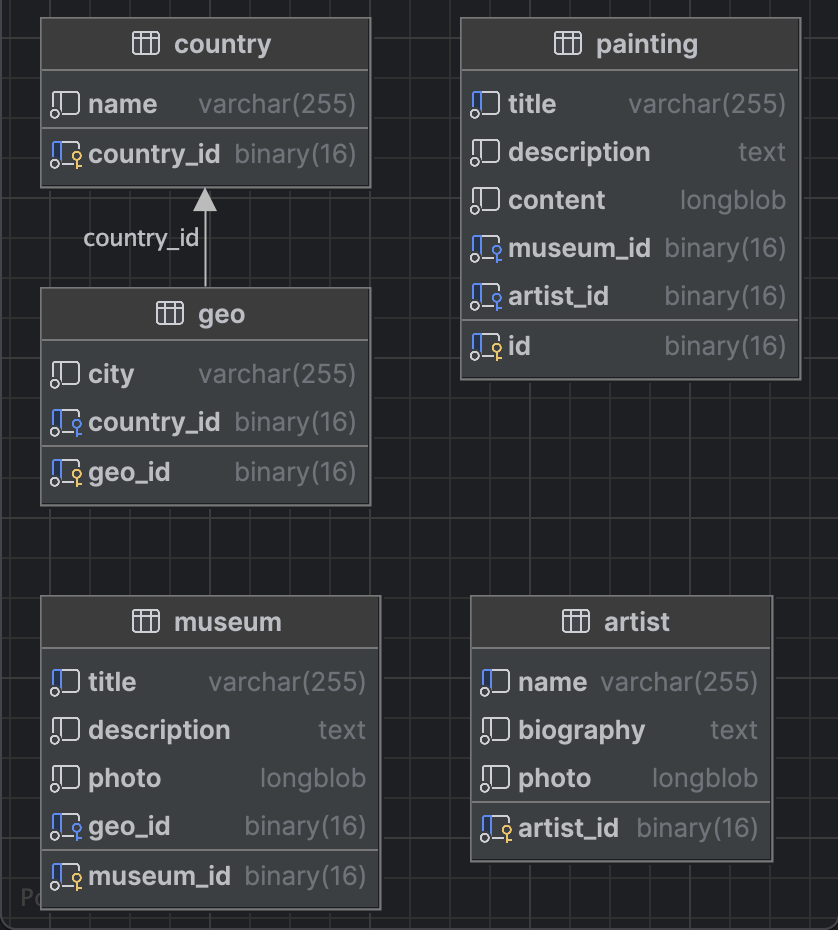 country
name varchar(255)
country_id binary(16)
country_id
geo
city varchar(255)
country_id binary(16)
geo_id binary(16)
painting
title varchar(255)
description text
content longblob
museum_id binary(16)
artist_id binary(16)
id binary(16)
museum
title varchar(255)
description text
photo longblob
geo_id binary(16)
museum_id binary(16)
artist
name varchar(255)
biography text
photo longblob
artist_id binary(16)